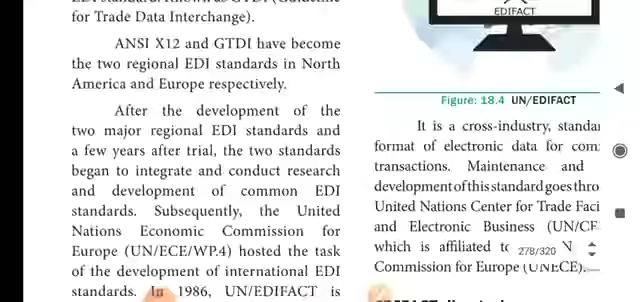 for Trade Data Interchange).
ANSI X12 and GTDI have become
the two regional EDI standards in North
America and Europe respectively.
After the development of the
two major regional EDI standards and
a few years after trial, the two standards
began to integrate and conduct research
and development of common EDI
standards. Subsequently, the United
Nations Economic Commission for
Europe (UN/ECE/WP.4) hosted the task
of the development of international EDI
standards. In 1986, UN/EDIFACT is
EDIFACT
Figure: 18.4 UN/EDIFACT
It is a cross-industry, standa
format of electronic data for com
transactions. Maintenance and
development of this standard goes thro
United Nations Center for Trade Faci
and Electronic Business (UN/CF
which is affiliated to N
278/320
Commission for Europe (UNECE).